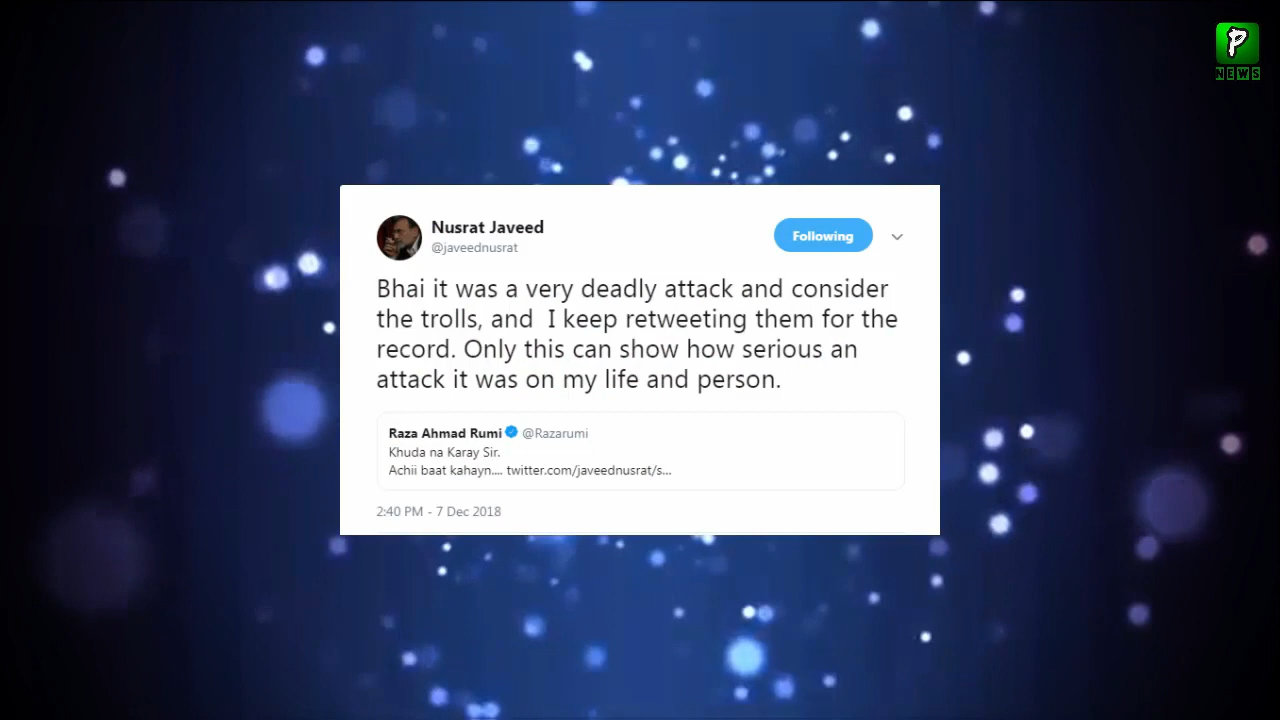 P
NEWS
Nusrat Javeed
@javeednusrat
Following
Bhai it was a very deadly attack and consider
the trolls, and I keep retweeting them for the
record. Only this can show how serious an
attack it was on my life and person.
Raza Ahmad Rumi @Razarumi
Khuda na Karay Sir.
Achii baat kahayn.... twitter.com/javeednusrat/s...
2:40 PM - 7 Dec 2018